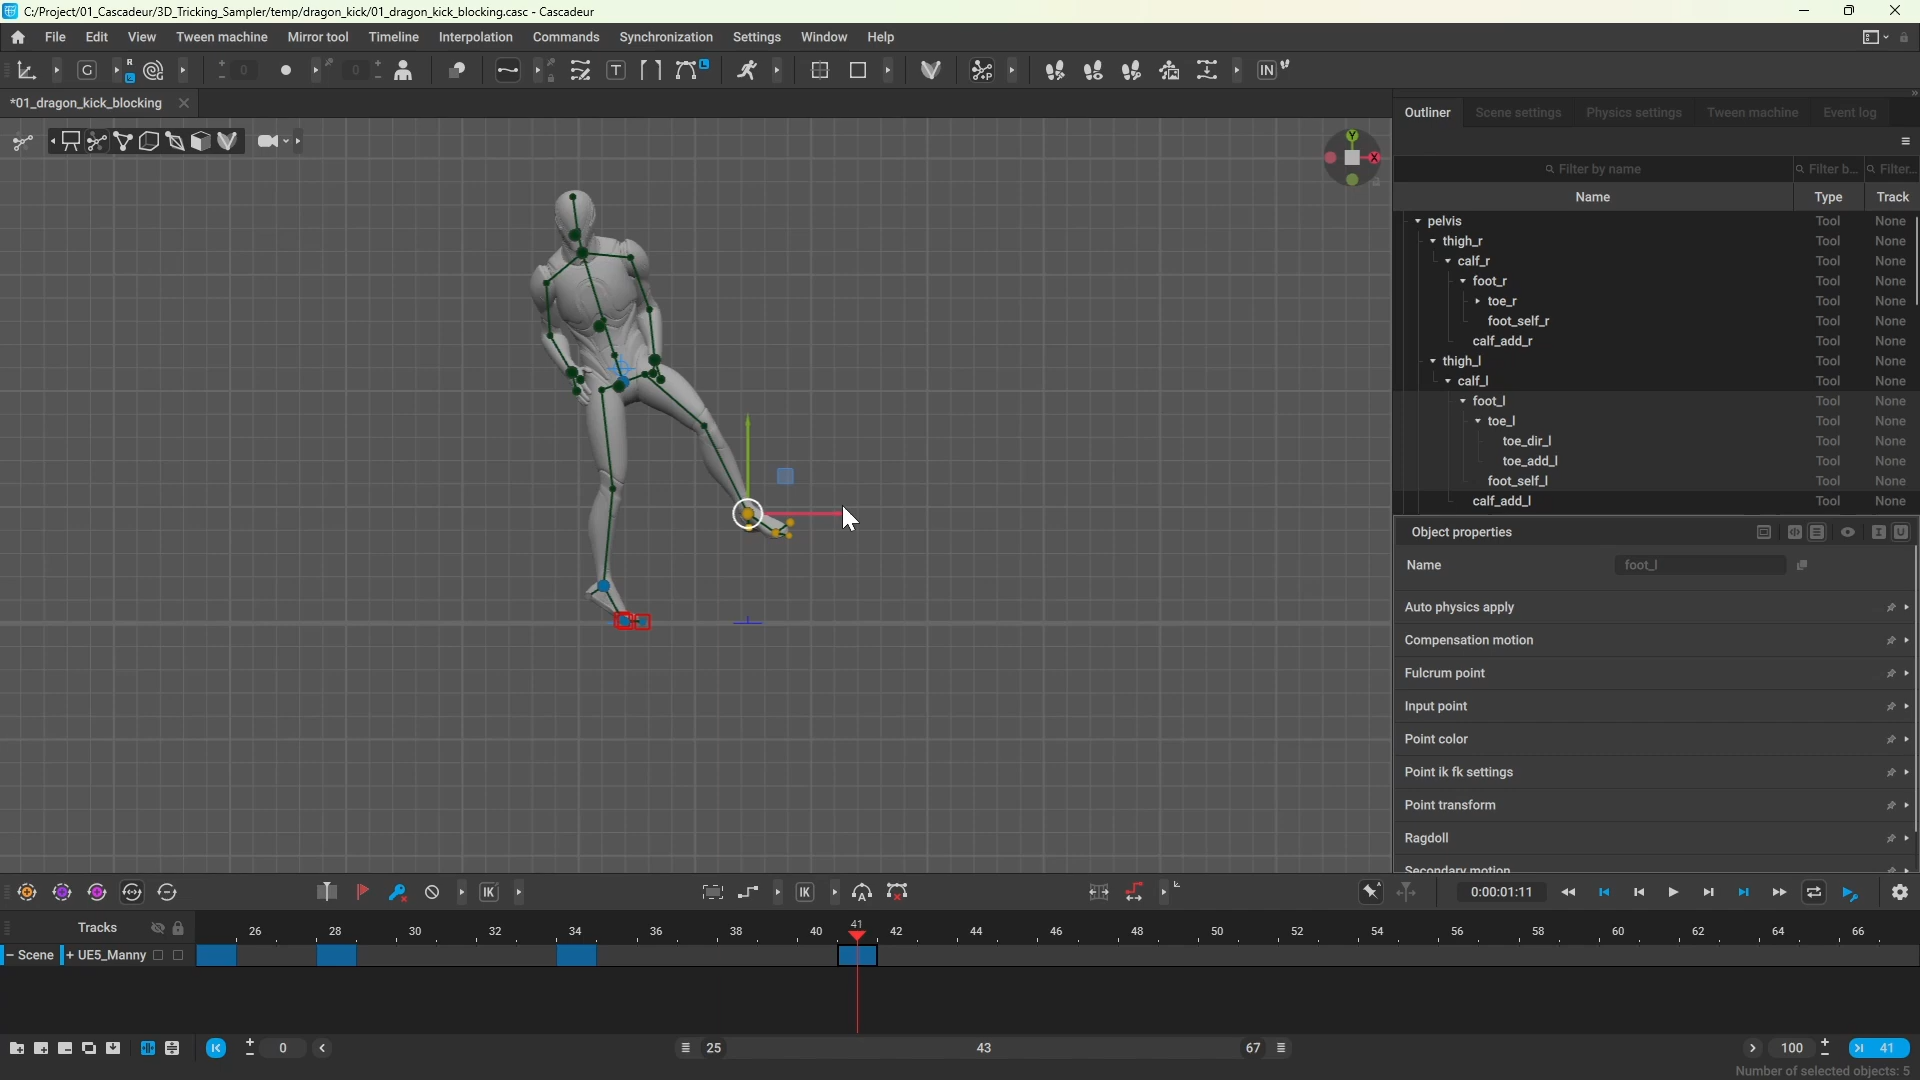 C:/Project/01_Cascadeur/3D_Tricking_Sampler/temp/dragon_kick/01_dragon_kick_blocking.casc - Cascadeur
File Edit View Tween machine Mirror tool Timeline Interpolation Commands Synchronization Settings Window Help
G R L 0 0 T L P IN
*01_dragon_kick_blocking
Outliner Scene settings Physics settings Tween machine Event log
Y
X
Filter by name Filter b... Filter...
Name Type Track
pelvis Tool None
thigh_r Tool None
calf_r Tool None
foot_r Tool None
toe_r Tool None
foot_self_r Tool None
calf_add_r Tool None
thigh_l Tool None
calf_l Tool None
foot_l Tool None
toe_l Tool None
toe_dir_l Tool None
toe_add_l Tool None
foot_self_l Tool None
calf_add_l Tool None
Object properties
Name foot_l
Auto physics apply
Compensation motion
Fulcrum point
Input point
Point color
Point ik fk settings
Point transform
Ragdoll
Secondary motion
IK IK A 0:00:01:11
Tracks 26 28 30 32 34 36 38 40 41 42 44 46 48 50 52 54 56 58 60 62 64 66
Scene + UE5_Manny
0 25 43 67 100 41
Number of selected objects: 5